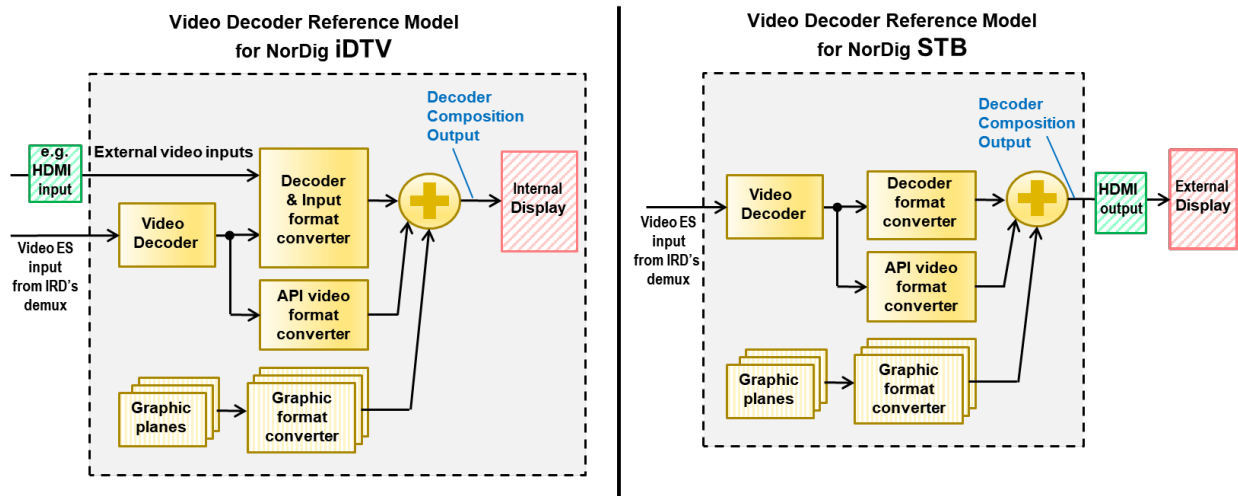 Video Decoder Reference Model
for NorDig iDTV
Decoder
Composition
Output
e.g.
HDMI
input
External video inputs
Decoder
& Input
format
converter
Internal
Display
Video
Decoder
Video ES
input
from IRD's
demux
API video
format
converter
Graphic
planes
Graphic
format
converter
Video Decoder Reference Model
for NorDig STB
Decoder
Composition
Output
Video
Decoder
Decoder
format
converter
HDMI
output
External
Display
Video ES
input
from IRD's
demux
API video
format
converter
Graphic
planes
Graphic
format
converter